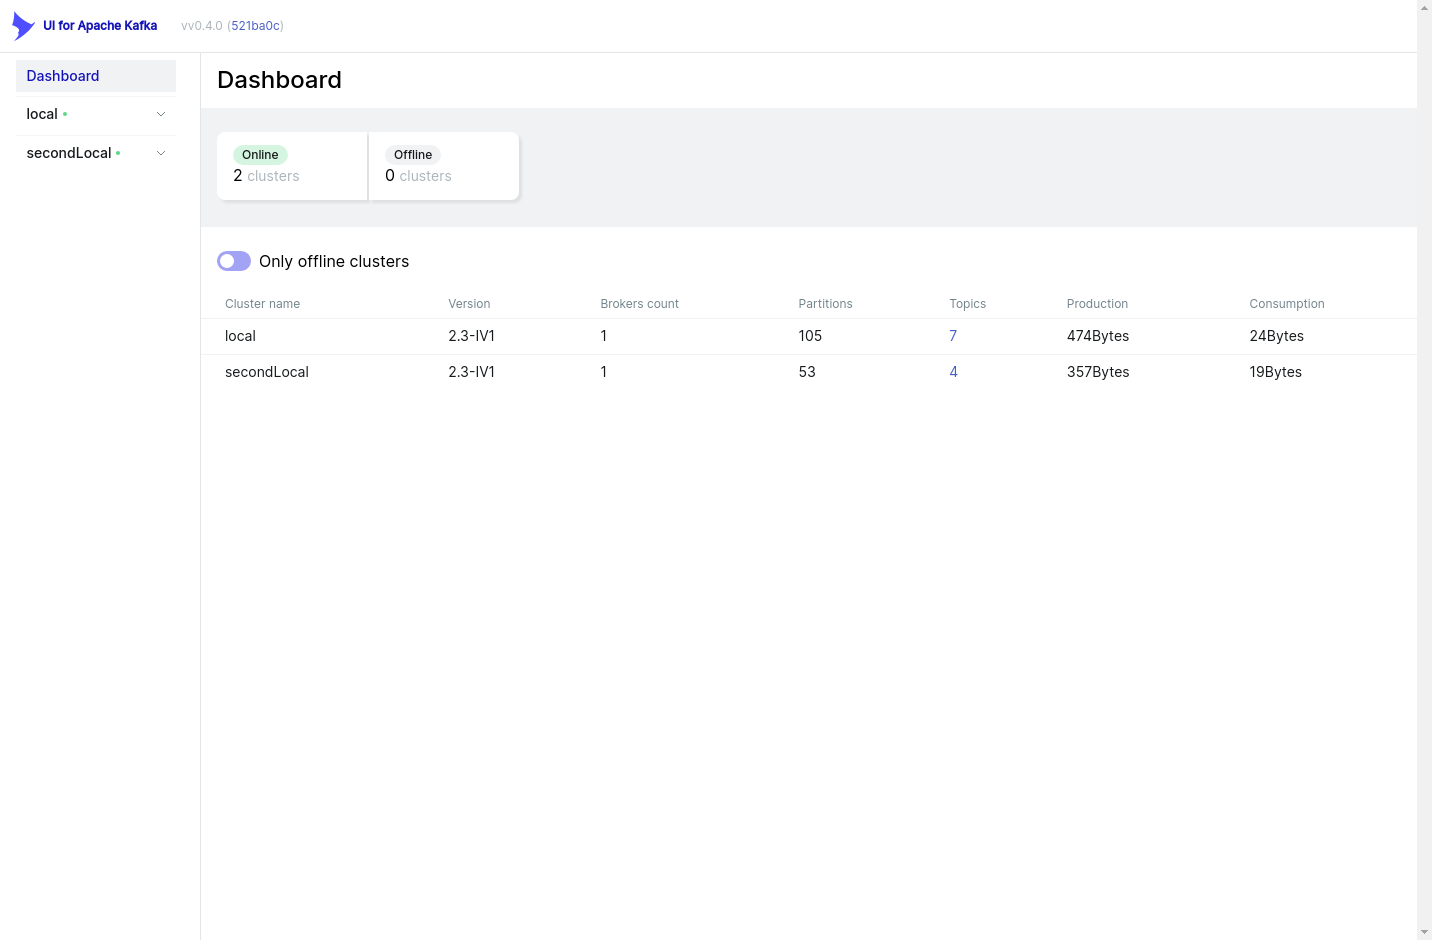 UI for Apache Kafka vv0.4.0 (521ba0c)
Dashboard
local
secondLocal
Dashboard
Online Offline
2 clusters 0 clusters
Only offline clusters
Cluster name Version Brokers count Partitions Topics Production Consumption
local 2.3-IV1 1 105 7 474Bytes 24Bytes
secondLocal 2.3-IV1 1 53 4 357Bytes 19Bytes